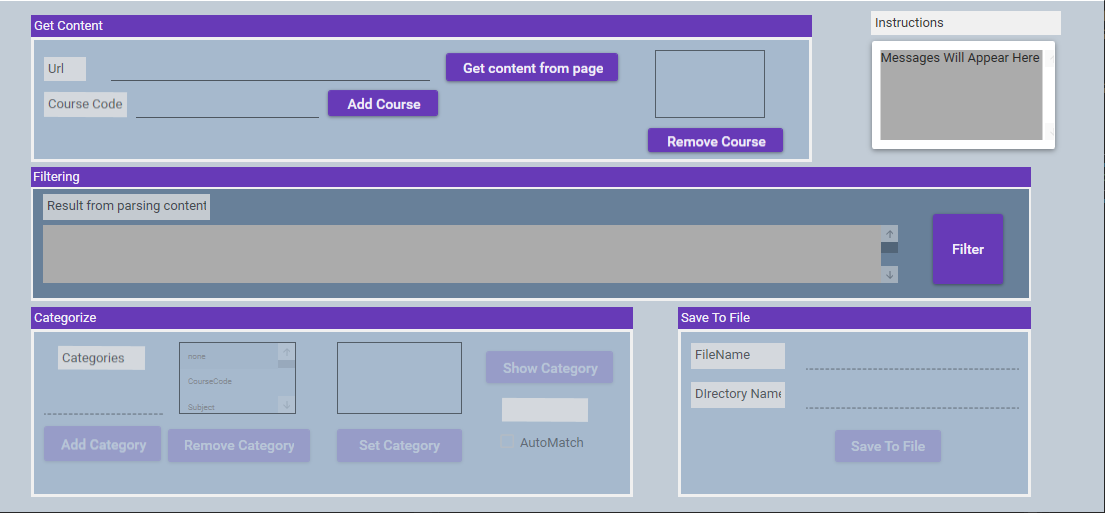 Get Content
Instructions
Url
Get content from page
Messages Will Appear Here
Course Code
Add Course
Remove Course
Filtering
Result from parsing content
Filter
Categorize
Save To File
Categories
none
CourseCode
Subject
Show Category
FileName
DIrectory Name
Add Category
Remove Category
Set Category
AutoMatch
Save To File